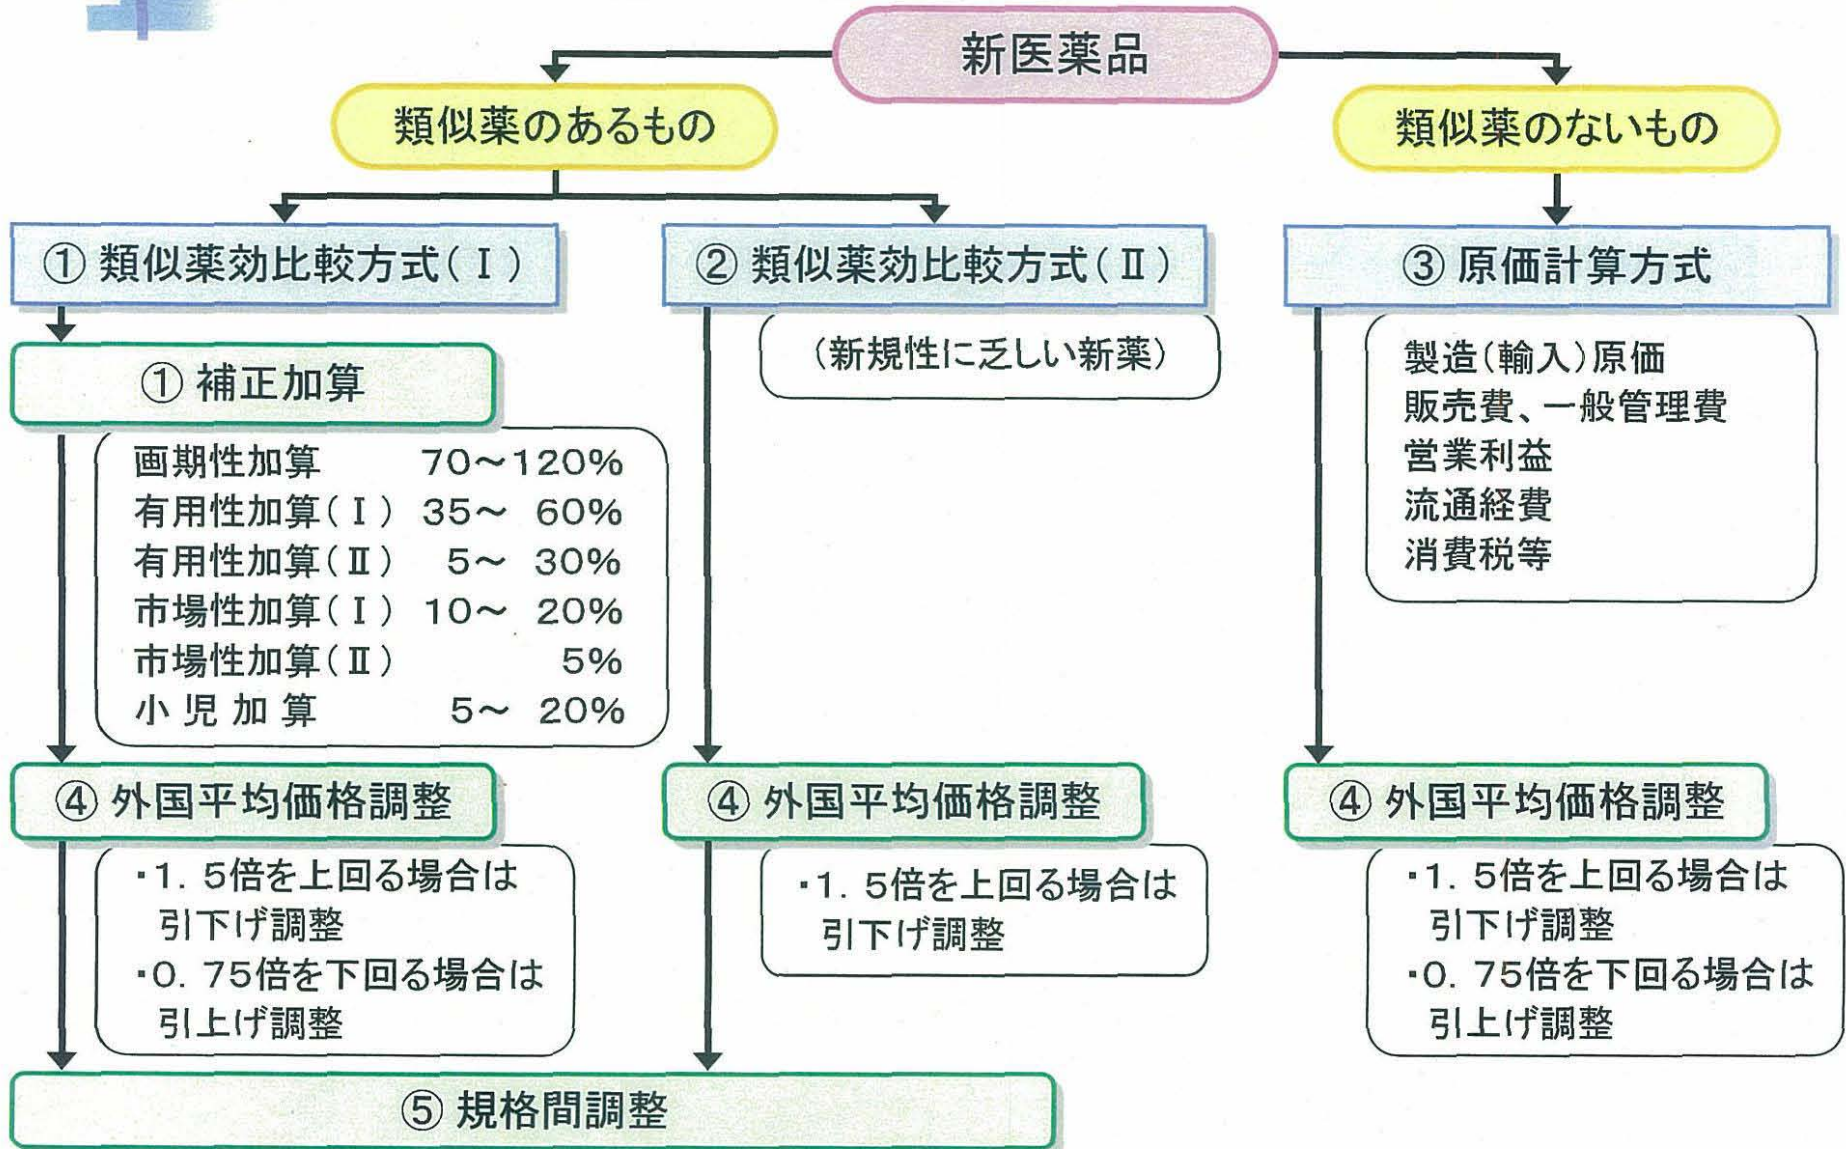 新医薬品
類似薬のあるもの
類似薬のないもの
① 類似薬効比較方式(Ⅰ)
② 類似薬効比較方式(Ⅱ)
③ 原価計算方式
① 補正加算
画期性加算 70~120%
有用性加算(Ⅰ) 35~ 60%
有用性加算(Ⅱ) 5~ 30%
市場性加算(Ⅰ) 10~ 20%
市場性加算(Ⅱ) 5%
小 児 加 算 5~ 20%
(新規性に乏しい新薬)
製造(輸入)原価
販売費、一般管理費
営業利益
流通経費
消費税等
④ 外国平均価格調整
・1. 5倍を上回る場合は
引下げ調整
・0. 75倍を下回る場合は
引上げ調整
④ 外国平均価格調整
・1. 5倍を上回る場合は
引下げ調整
④ 外国平均価格調整
・1. 5倍を上回る場合は
引下げ調整
・0. 75倍を下回る場合は
引上げ調整
⑤ 規格間調整